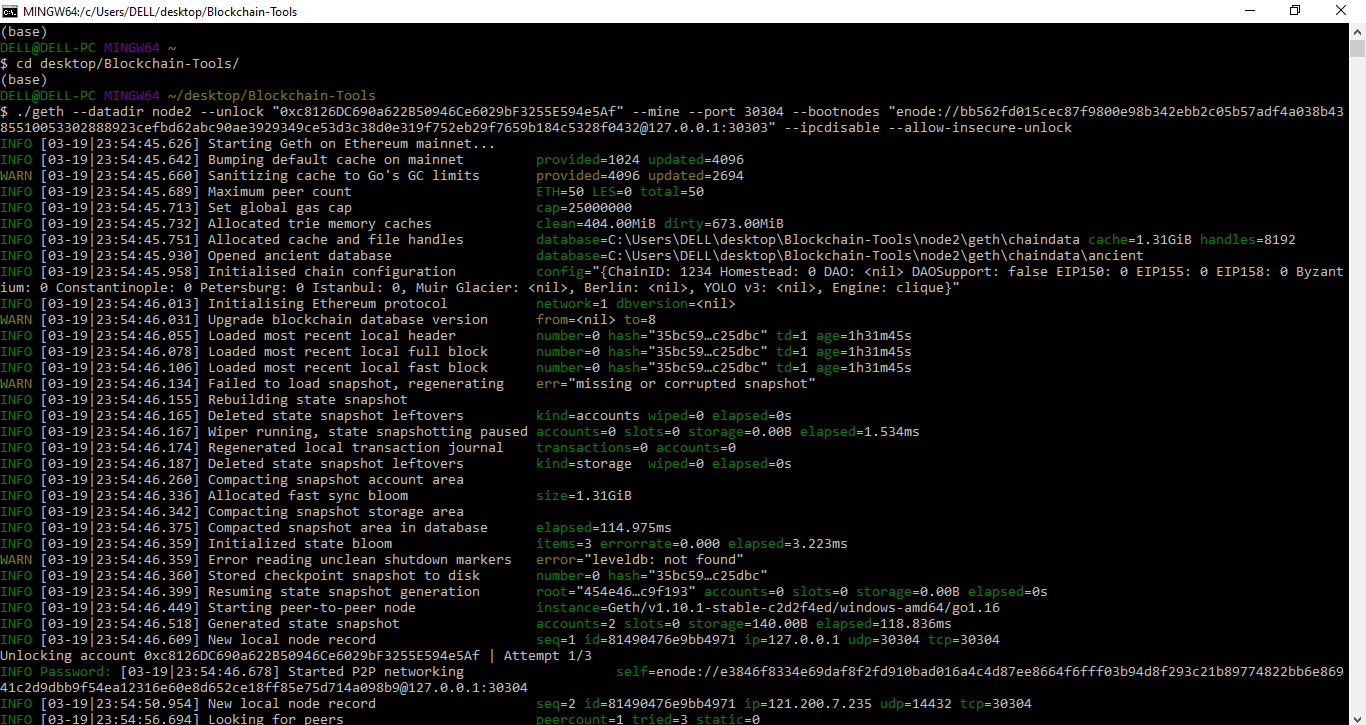 MINGW64:/c/Users/DELL/desktop/Blockchain-Tools
(base)
DELL@DELL-PC MINGW64 ~
$ cd desktop/Blockchain-Tools/
(base)
DELL@DELL-PC MINGW64 ~/desktop/Blockchain-Tools
$ ./geth --datadir node2 --unlock "0xc8126DC690a622B50946Ce6029bF3255E594e5Af" --mine --port 30304 --bootnodes "enode://bb562fd015cec87f9800e98b342ebb2c05b57adf4a038b43
85510053302888923cefbd62abc90ae3929349ce53d3c38d0e319f752eb29f7659b184c5328f0432@127.0.0.1:30303" --ipcdisable --allow-insecure-unlock
INFO [03-19|23:54:45.626] Starting Geth on Ethereum mainnet...
INFO [03-19|23:54:45.642] Bumping default cache on mainnet         provided=1024 updated=4096
WARN [03-19|23:54:45.660] Sanitizing cache to Go's GC limits       provided=4096 updated=2694
INFO [03-19|23:54:45.689] Maximum peer count                       ETH=50 LES=0 total=50
INFO [03-19|23:54:45.713] Set global gas cap                       cap=25000000
INFO [03-19|23:54:45.732] Allocated trie memory caches             clean=404.00MiB dirty=673.00MiB
INFO [03-19|23:54:45.751] Allocated cache and file handles         database=C:\Users\DELL\desktop\Blockchain-Tools\node2\geth\chaindata cache=1.31GiB handles=8192
INFO [03-19|23:54:45.930] Opened ancient database                  database=C:\Users\DELL\desktop\Blockchain-Tools\node2\geth\chaindata\ancient
INFO [03-19|23:54:45.958] Initialised chain configuration          config="{ChainID: 1234 Homestead: 0 DAO: <nil> DAOSupport: false EIP150: 0 EIP155: 0 EIP158: 0 Byzan
tium: 0 Constantinople: 0 Petersburg: 0 Istanbul: 0, Muir Glacier: <nil>, Berlin: <nil>, YOLO v3: <nil>, Engine: clique}"
INFO [03-19|23:54:46.013] Initialising Ethereum protocol           network=1 dbversion=<nil>
WARN [03-19|23:54:46.031] Upgrade blockchain database version      from=<nil> to=8
INFO [03-19|23:54:46.055] Loaded most recent local header          number=0 hash="35bc59…c25dbc" td=1 age=1h31m45s
INFO [03-19|23:54:46.078] Loaded most recent local full block      number=0 hash="35bc59…c25dbc" td=1 age=1h31m45s
INFO [03-19|23:54:46.106] Loaded most recent local fast block      number=0 hash="35bc59…c25dbc" td=1 age=1h31m45s
WARN [03-19|23:54:46.134] Failed to load snapshot, regenerating    err="missing or corrupted snapshot"
INFO [03-19|23:54:46.155] Rebuilding state snapshot
INFO [03-19|23:54:46.165] Deleted state snapshot leftovers         kind=accounts wiped=0 elapsed=0s
INFO [03-19|23:54:46.167] Wiper running, state snapshotting paused accounts=0 slots=0 storage=0.00B elapsed=1.534ms
INFO [03-19|23:54:46.174] Regenerated local transaction journal    transactions=0 accounts=0
INFO [03-19|23:54:46.187] Deleted state snapshot leftovers         kind=storage  wiped=0 elapsed=0s
INFO [03-19|23:54:46.260] Compacting snapshot account area
INFO [03-19|23:54:46.336] Allocated fast sync bloom                size=1.31GiB
INFO [03-19|23:54:46.342] Compacting snapshot storage area
INFO [03-19|23:54:46.375] Compacted snapshot area in database      elapsed=114.975ms
INFO [03-19|23:54:46.359] Initialized state bloom                  items=3 errorrate=0.000 elapsed=3.223ms
WARN [03-19|23:54:46.359] Error reading unclean shutdown markers   error="leveldb: not found"
INFO [03-19|23:54:46.360] Stored checkpoint snapshot to disk       number=0 hash="35bc59…c25dbc"
INFO [03-19|23:54:46.399] Resuming state snapshot generation       root="454e46…c9f193" accounts=0 slots=0 storage=0.00B elapsed=0s
INFO [03-19|23:54:46.449] Starting peer-to-peer node               instance=Geth/v1.10.1-stable-c2d2f4ed/windows-amd64/go1.16
INFO [03-19|23:54:46.518] Generated state snapshot                 accounts=2 slots=0 storage=140.00B elapsed=118.836ms
INFO [03-19|23:54:46.609] New local node record                    seq=1 id=81490476e9bb4971 ip=127.0.0.1 udp=30304 tcp=30304
Unlocking account 0xc8126DC690a622B50946Ce6029bF3255E594e5Af | Attempt 1/3
INFO Password: [03-19|23:54:46.678] Started P2P networking                   self=enode://e3846f8334e69daf8f2fd910bad016a4c4d87ee8664f6fff03b94d8f293c21b89774822bb6e869
41c2d9dbb9f54ea12316e60e8d652ce18ff85e75d714a098b9@127.0.0.1:30304
INFO [03-19|23:54:50.954] New local node record                    seq=2 id=81490476e9bb4971 ip=121.200.7.235 udp=14432 tcp=30304
INFO [03-19|23:54:56.694] Looking for peers                        peercount=1 tried=3 static=0